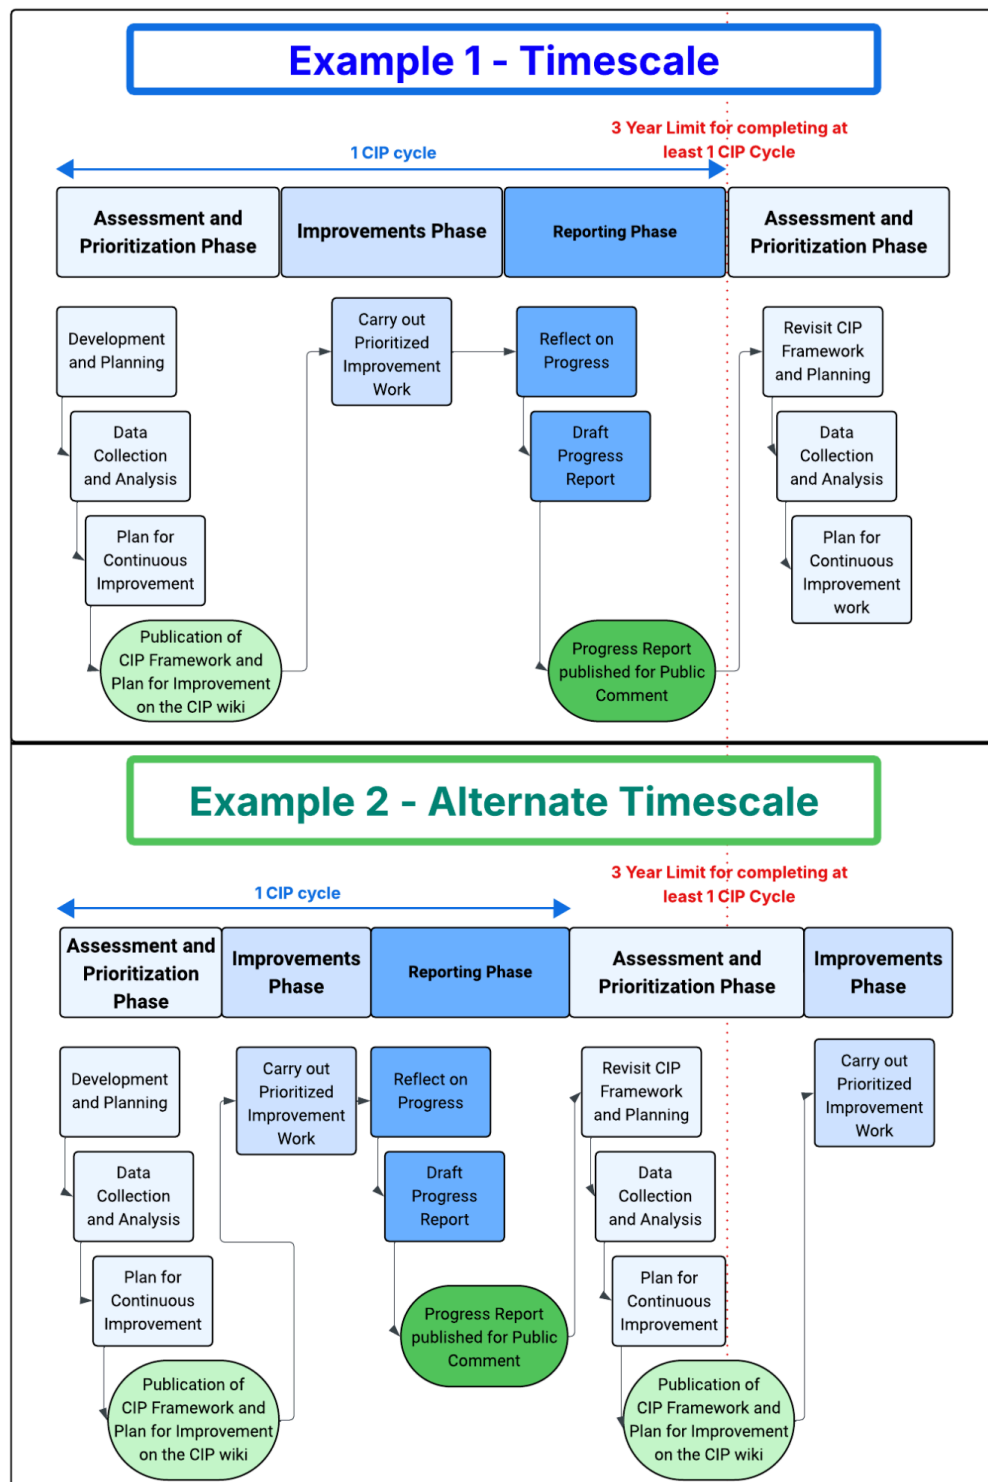 Example 1 - Timescale
3 Year Limit for completing at
least 1 CIP Cycle
1 CIP cycle
Assessment and
Prioritization Phase
Improvements Phase
Reporting Phase
Assessment and
Prioritization Phase
Development
and Planning
Data
Collection
and Analysis
Plan for
Continuous
Improvement
Publication of
CIP Framework and
Plan for Improvement
on the CIP wiki
Carry out
Prioritized
Improvement
Work
Reflect on
Progress
Draft
Progress
Report
Progress Report
published for Public
Comment
Revisit CIP
Framework
and Planning
Data
Collection
and Analysis
Plan for
Continuous
Improvement
work
Example 2 - Alternate Timescale
3 Year Limit for completing at
least 1 CIP Cycle
1 CIP cycle
Assessment and
Prioritization
Phase
Improvements
Phase
Reporting Phase
Assessment and
Prioritization Phase
Improvements
Phase
Development
and Planning
Data
Collection
and Analysis
Plan for
Continuous
Improvement
Publication of
CIP Framework and
Plan for Improvement
on the CIP wiki
Carry out
Prioritized
Improvement
Work
Reflect on
Progress
Draft
Progress
Report
Progress Report
published for Public
Comment
Revisit CIP
Framework
and Planning
Data
Collection
and Analysis
Plan for
Continuous
Improvement
Publication of
CIP Framework and
Plan for Improvement
on the CIP wiki
Carry out
Prioritized
Improvement
Work